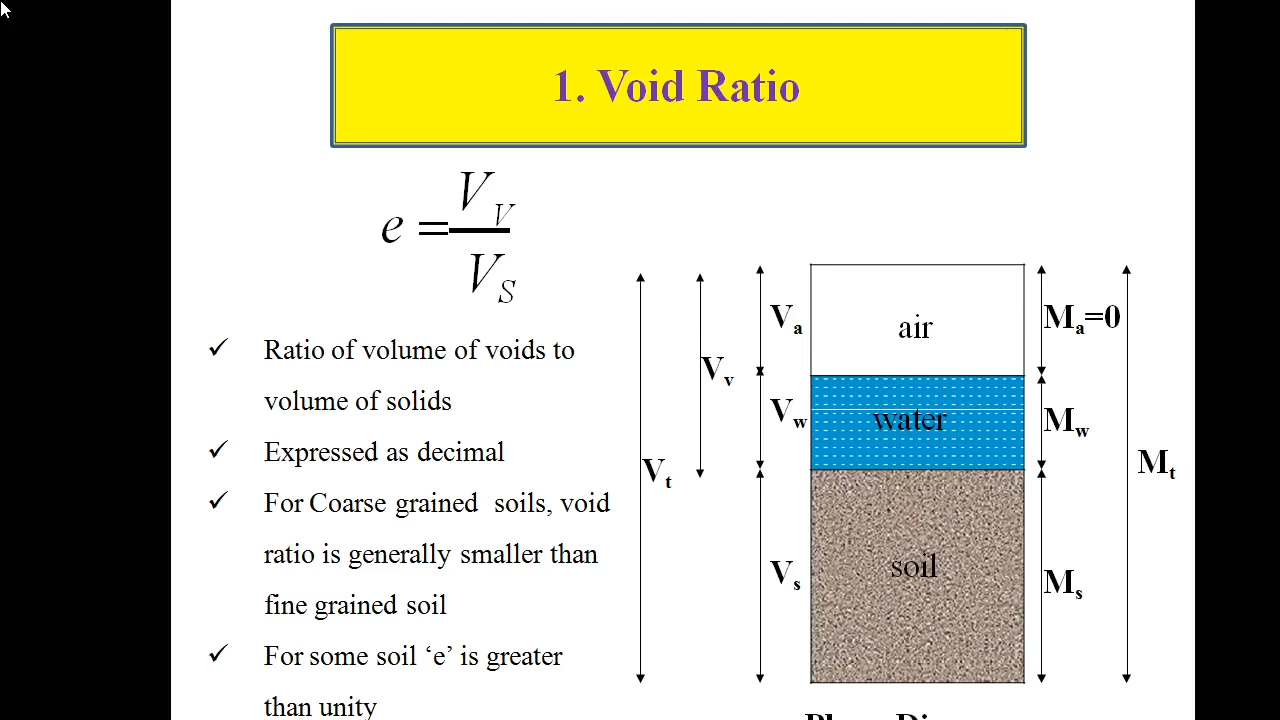 1. Void Ratio
e = V_V / V_S
Ratio of volume of voids to
volume of solids
Expressed as decimal
For Coarse grained soils, void
ratio is generally smaller than
fine grained soil
For some soil ‘e’ is greater
than unity
V_t
V_v
V_a
V_w
V_s
air
water
soil
M_a=0
M_w
M_s
M_t